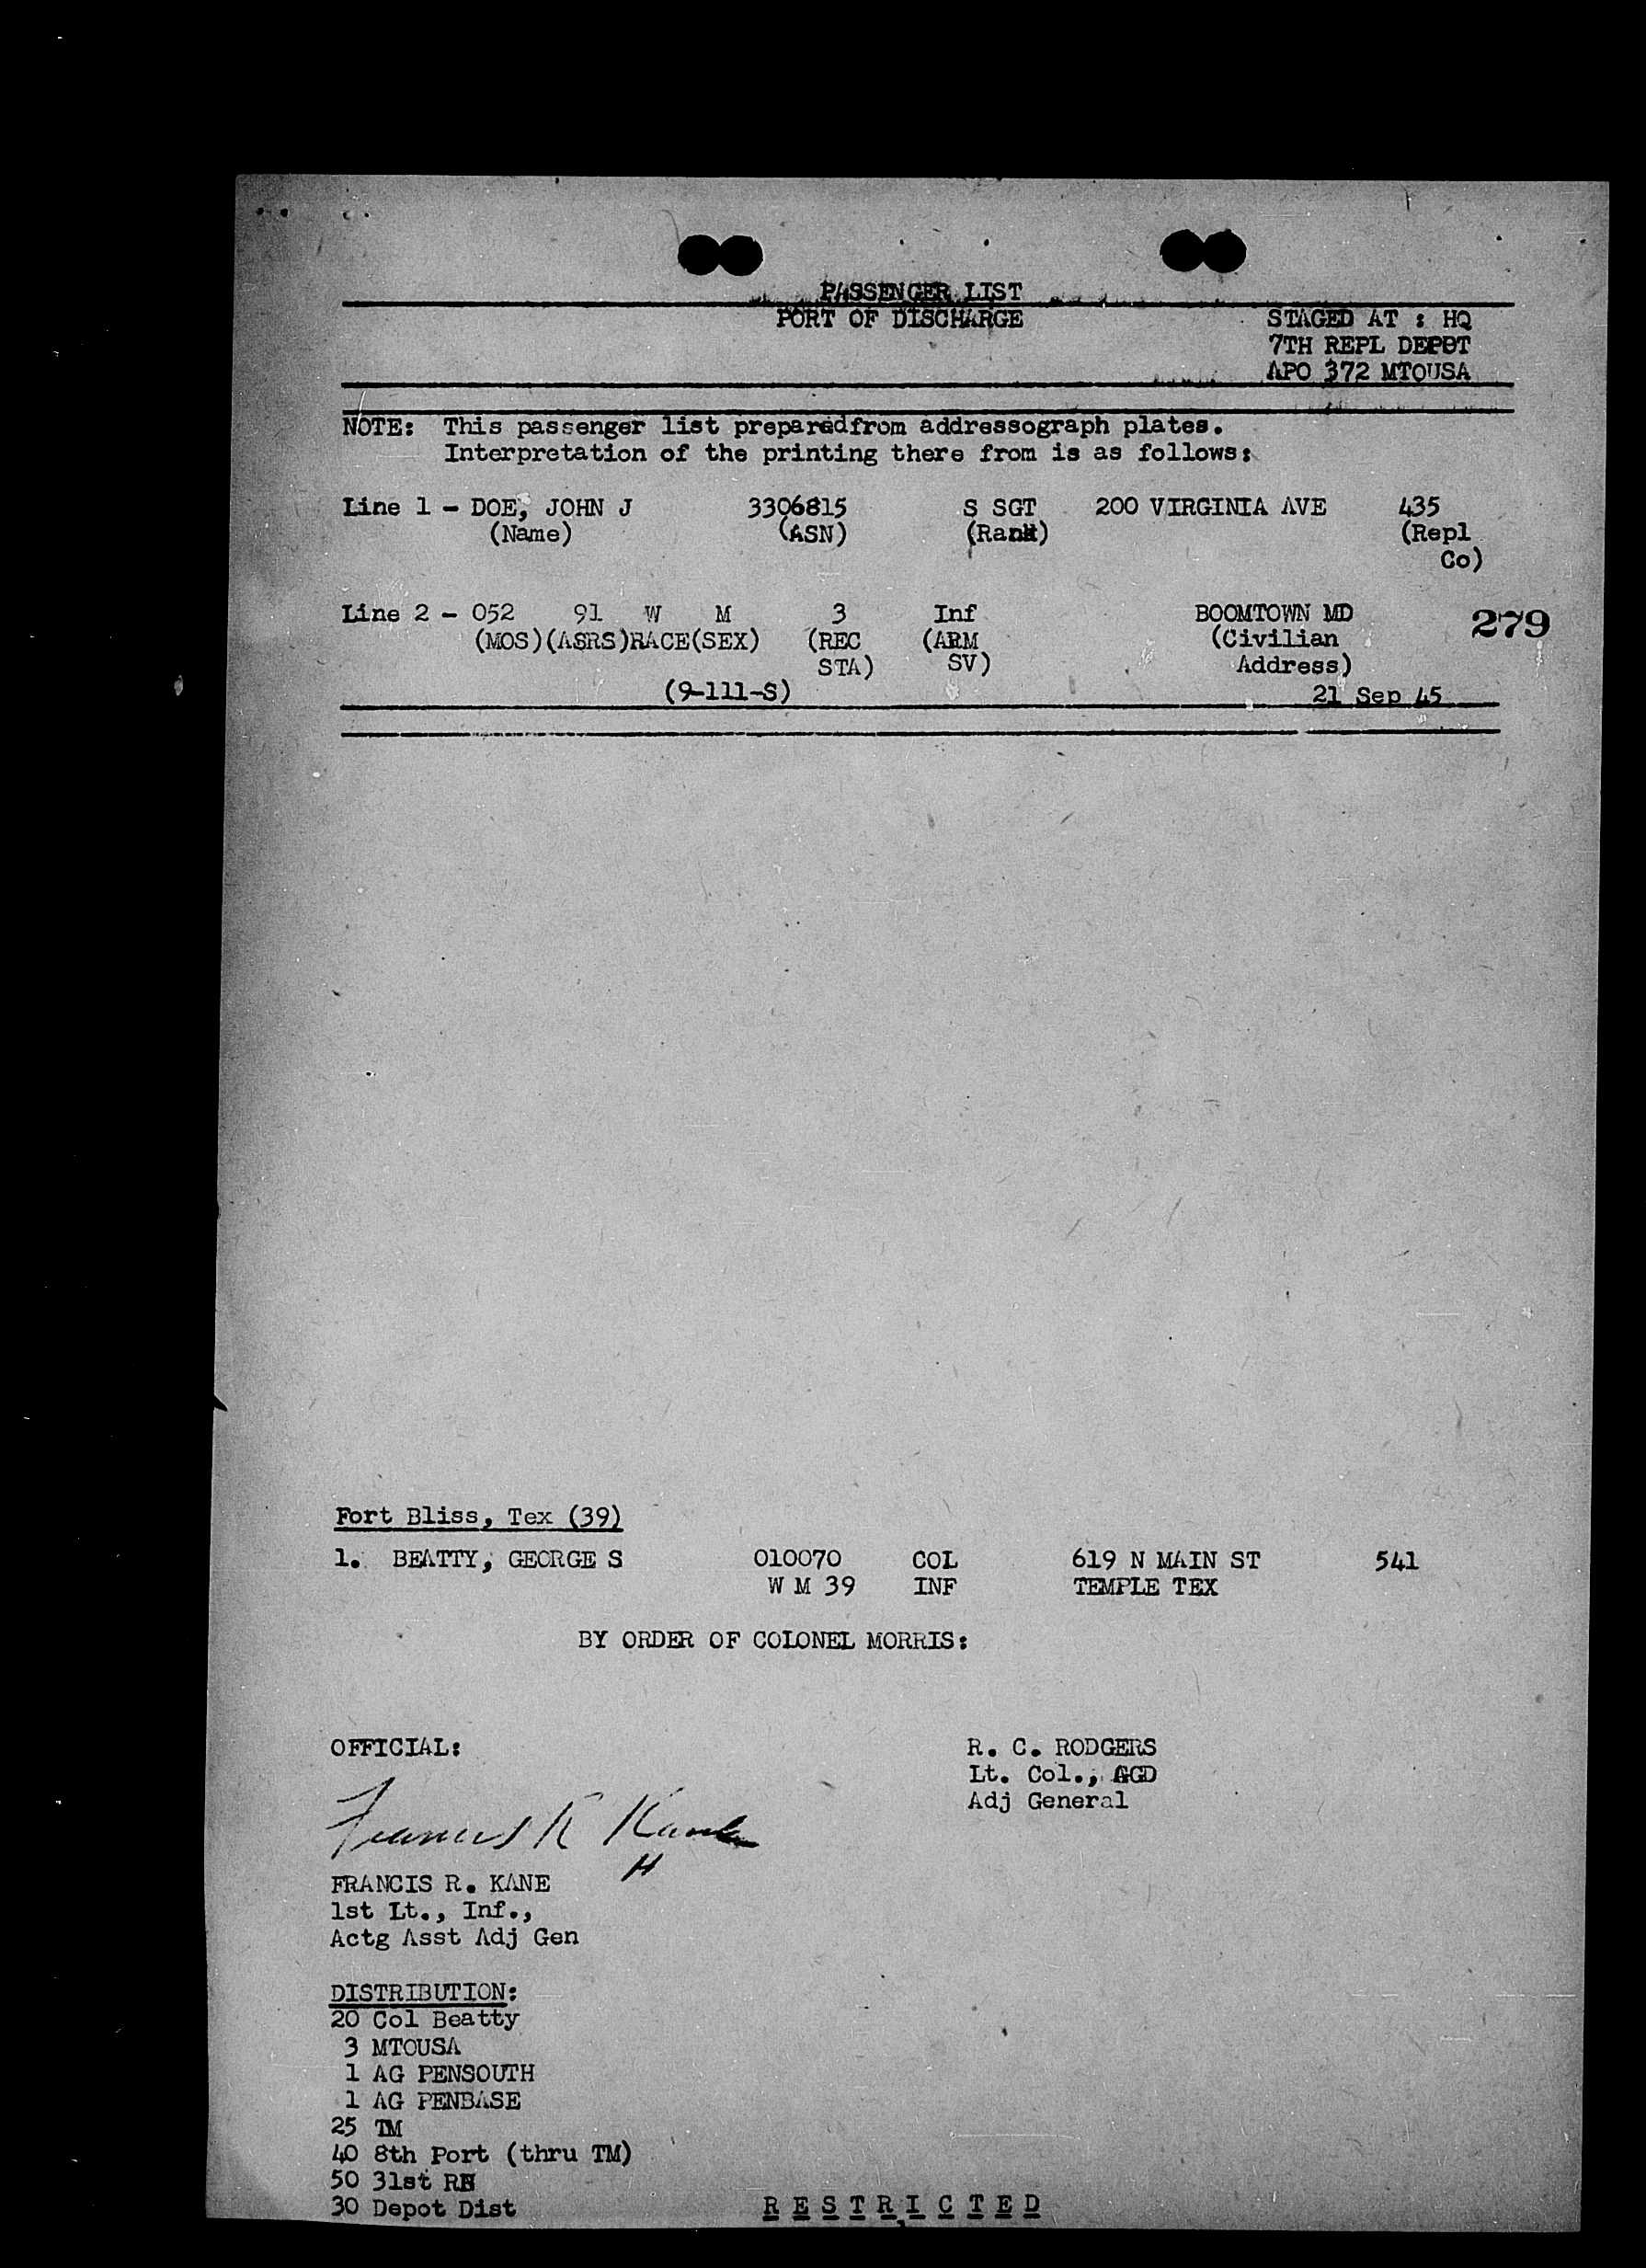 PASSENGER LIST
PORT OF DISCHARGE STAGED AT : HQ
7TH REPL DEPOT
APO 372 MTOUSA
NOTE: This passenger list preparedfrom addressograph plates.
Interpretation of the printing there from is as follows:
Line 1 - DOE, JOHN J 3306815 S SGT 200 VIRGINIA AVE 435
(Name) (ASN) (Rank) (Repl
Co)
Line 2 - 052 91 W M 3 Inf BOOMTOWN MD 279
(MOS)(ASRS)RACE(SEX) (REC (ARM (Civilian
STA) SV) Address)
(9-111-S) 21 Sep 45
Fort Bliss, Tex (39)
1. BEATTY, GEORGE S 010070 COL 619 N MAIN ST 541
W M 39 INF TEMPLE TEX
BY ORDER OF COLONEL MORRIS:
OFFICIAL: R. C. RODGERS
Lt. Col., AGD
Adj General
Francis R Kane
H
FRANCIS R. KANE
1st Lt., Inf.,
Actg Asst Adj Gen
DISTRIBUTION:
20 Col Beatty
3 MTOUSA
1 AG PENSOUTH
1 AG PENBASE
25 TM
40 8th Port (thru TM)
50 31st RB
30 Depot Dist
R E S T R I C T E D